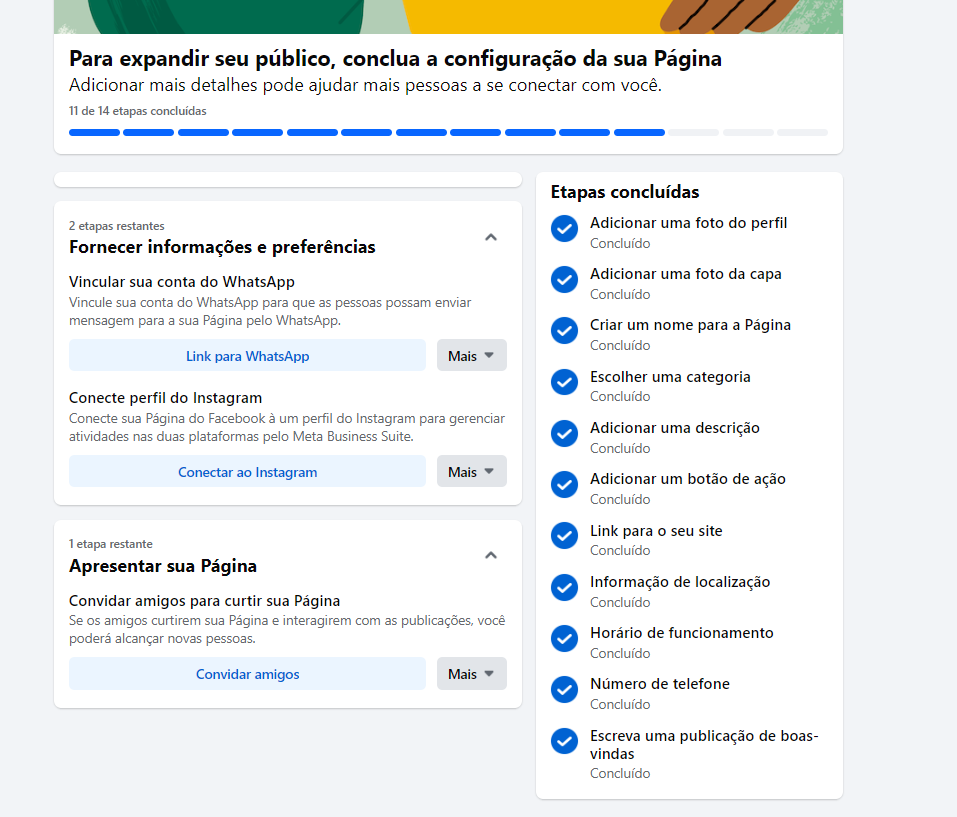 Para expandir seu público, conclua a configuração da sua Página
Adicionar mais detalhes pode ajudar mais pessoas a se conectar com você.
11 de 14 etapas concluídas
2 etapas restantes
Fornecer informações e preferências
Vincular sua conta do WhatsApp
Vincule sua conta do WhatsApp para que as pessoas possam enviar
mensagem para a sua Página pelo WhatsApp.
Link para WhatsApp
Mais
Conecte perfil do Instagram
Conecte sua Página do Facebook à um perfil do Instagram para gerenciar
atividades nas duas plataformas pelo Meta Business Suite.
Conectar ao Instagram
Mais
1 etapa restante
Apresentar sua Página
Convidar amigos para curtir sua Página
Se os amigos curtirem sua Página e interagirem com as publicações, você
poderá alcançar novas pessoas.
Convidar amigos
Mais
Etapas concluídas
Adicionar uma foto do perfil
Concluído
Adicionar uma foto da capa
Concluído
Criar um nome para a Página
Concluído
Escolher uma categoria
Concluído
Adicionar uma descrição
Concluído
Adicionar um botão de ação
Concluído
Link para o seu site
Concluído
Informação de localização
Concluído
Horário de funcionamento
Concluído
Número de telefone
Concluído
Escreva uma publicação de boas-
vindas
Concluído